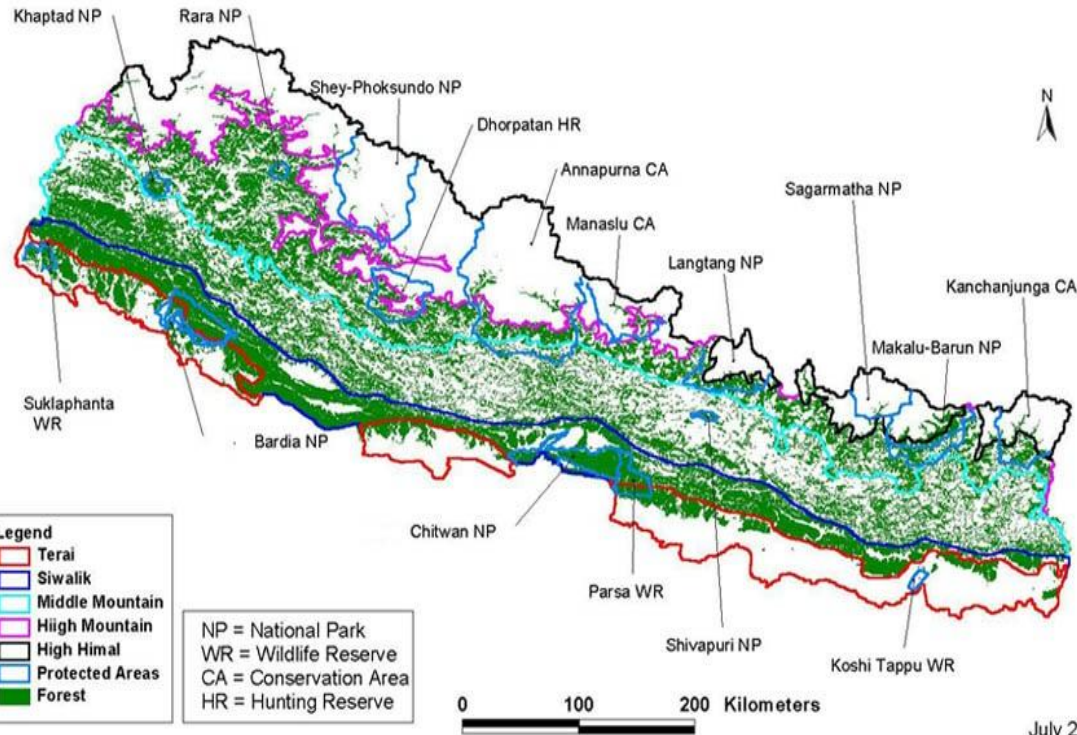 Khaptad NP
Rara NP
Shey-Phoksundo NP
Dhorpatan HR
Annapurna CA
Manaslu CA
Langtang NP
Sagarmatha NP
Kanchanjunga CA
Makalu-Barun NP
N
Suklaphanta
WR
Bardia NP
Chitwan NP
Parsa WR
Shivapuri NP
Koshi Tappu WR
Legend
Terai
Siwalik
Middle Mountain
Hiigh Mountain
High Himal
Protected Areas
Forest
NP = National Park
WR = Wildlife Reserve
CA = Conservation Area
HR = Hunting Reserve
0 100 200 Kilometers
July 2